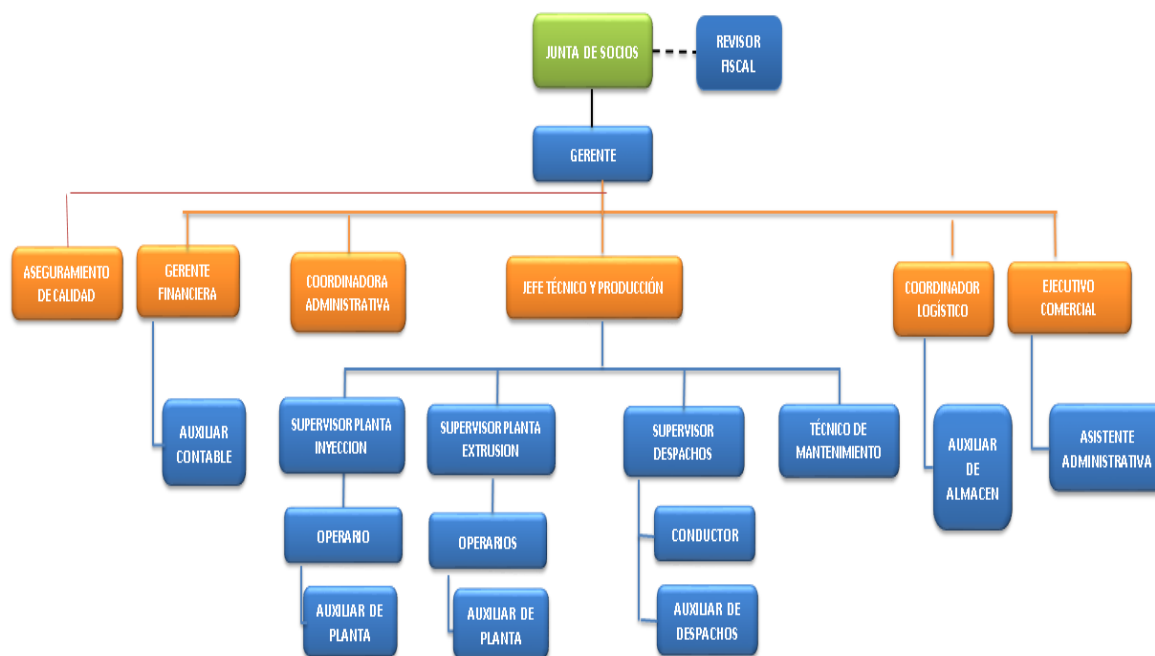 JUNTA DE SOCIOS
REVISOR
FISCAL
GERENTE
ASEGURAMIENTO
DE CALIDAD
GERENTE
FINANCIERA
COORDINADORA
ADMINISTRATIVA
JEFE TÉCNICO Y PRODUCCIÓN
COORDINADOR
LOGÍSTICO
EJECUTIVO
COMERCIAL
AUXILIAR
CONTABLE
SUPERVISOR PLANTA
INYECCION
SUPERVISOR PLANTA
EXTRUSION
SUPERVISOR
DESPACHOS
TÉCNICO DE
MANTENIMIENTO
AUXILIAR
DE
ALMACEN
ASISTENTE
ADMINISTRATIVA
OPERARIO
OPERARIOS
CONDUCTOR
AUXILIAR DE
PLANTA
AUXILIAR DE
PLANTA
AUXILIAR DE
DESPACHOS